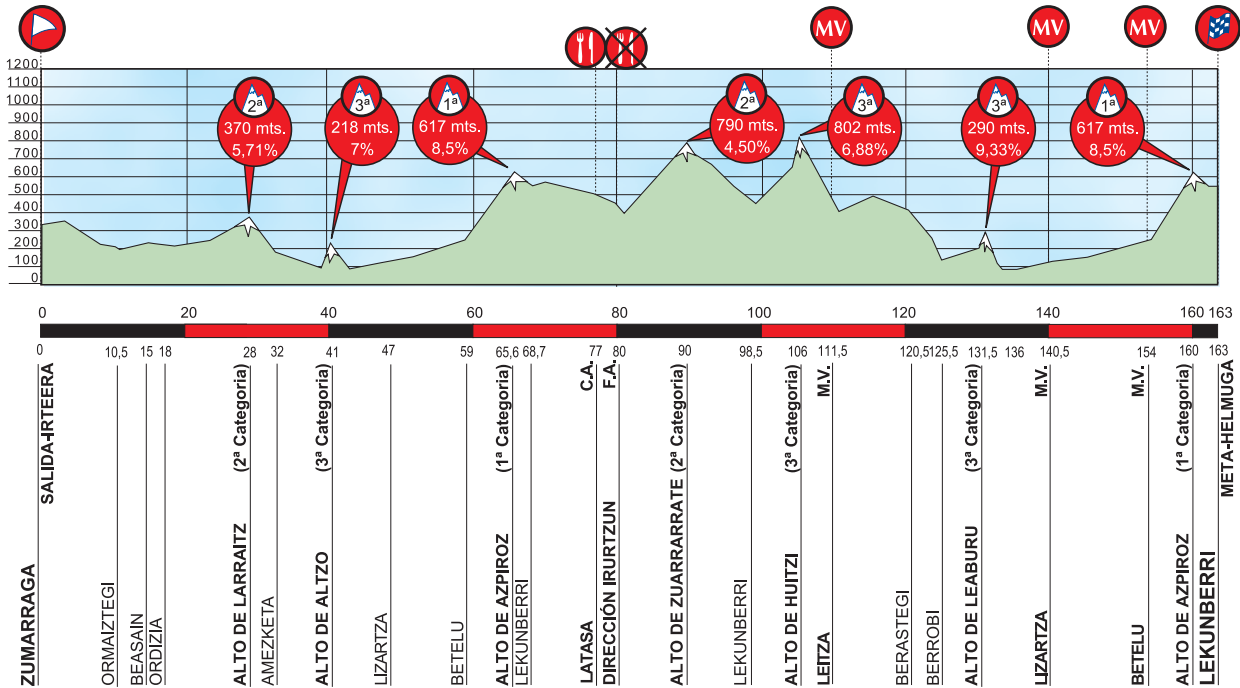 MV
MV
MV
1200
1100
1000
900
800
700
600
500
400
300
200
100
0
2ª
370 mts.
5,71%
3ª
218 mts.
7%
1ª
617 mts.
8,5%
2ª
790 mts.
4,50%
3ª
802 mts.
6,88%
3ª
290 mts.
9,33%
1ª
617 mts.
8,5%
0 20 40 60 80 100 120 140 160 163
0 10,5 15 18 28 32 41 47 59 65,6 68,7 77 80 90 98,5 106 111,5 120,5 125,5 131,5 136 140,5 154 160 163
ZUMARRAGA SALIDA-IRTEERA
ORMAIZTEGI
BEASAIN
ORDIZIA
ALTO DE LARRAITZ (2ª Categoria)
AMEZKETA
ALTO DE ALTZO (3ª Categoria)
LIZARTZA
BETELU
ALTO DE AZPIROZ (1ª Categoria)
LEKUNBERRI
LATASA C.A.
DIRECCIÓN IRURTZUN F.A.
ALTO DE ZUARRARRATE (2ª Categoria)
LEKUNBERRI
ALTO DE HUITZI (3ª Categoria)
LEITZA M.V.
BERASTEGI
BERROBI
ALTO DE LEABURU (3ª Categoria)
LIZARTZA M.V.
BETELU M.V.
ALTO DE AZPIROZ (1ª Categoria)
LEKUNBERRI META-HELMUGA